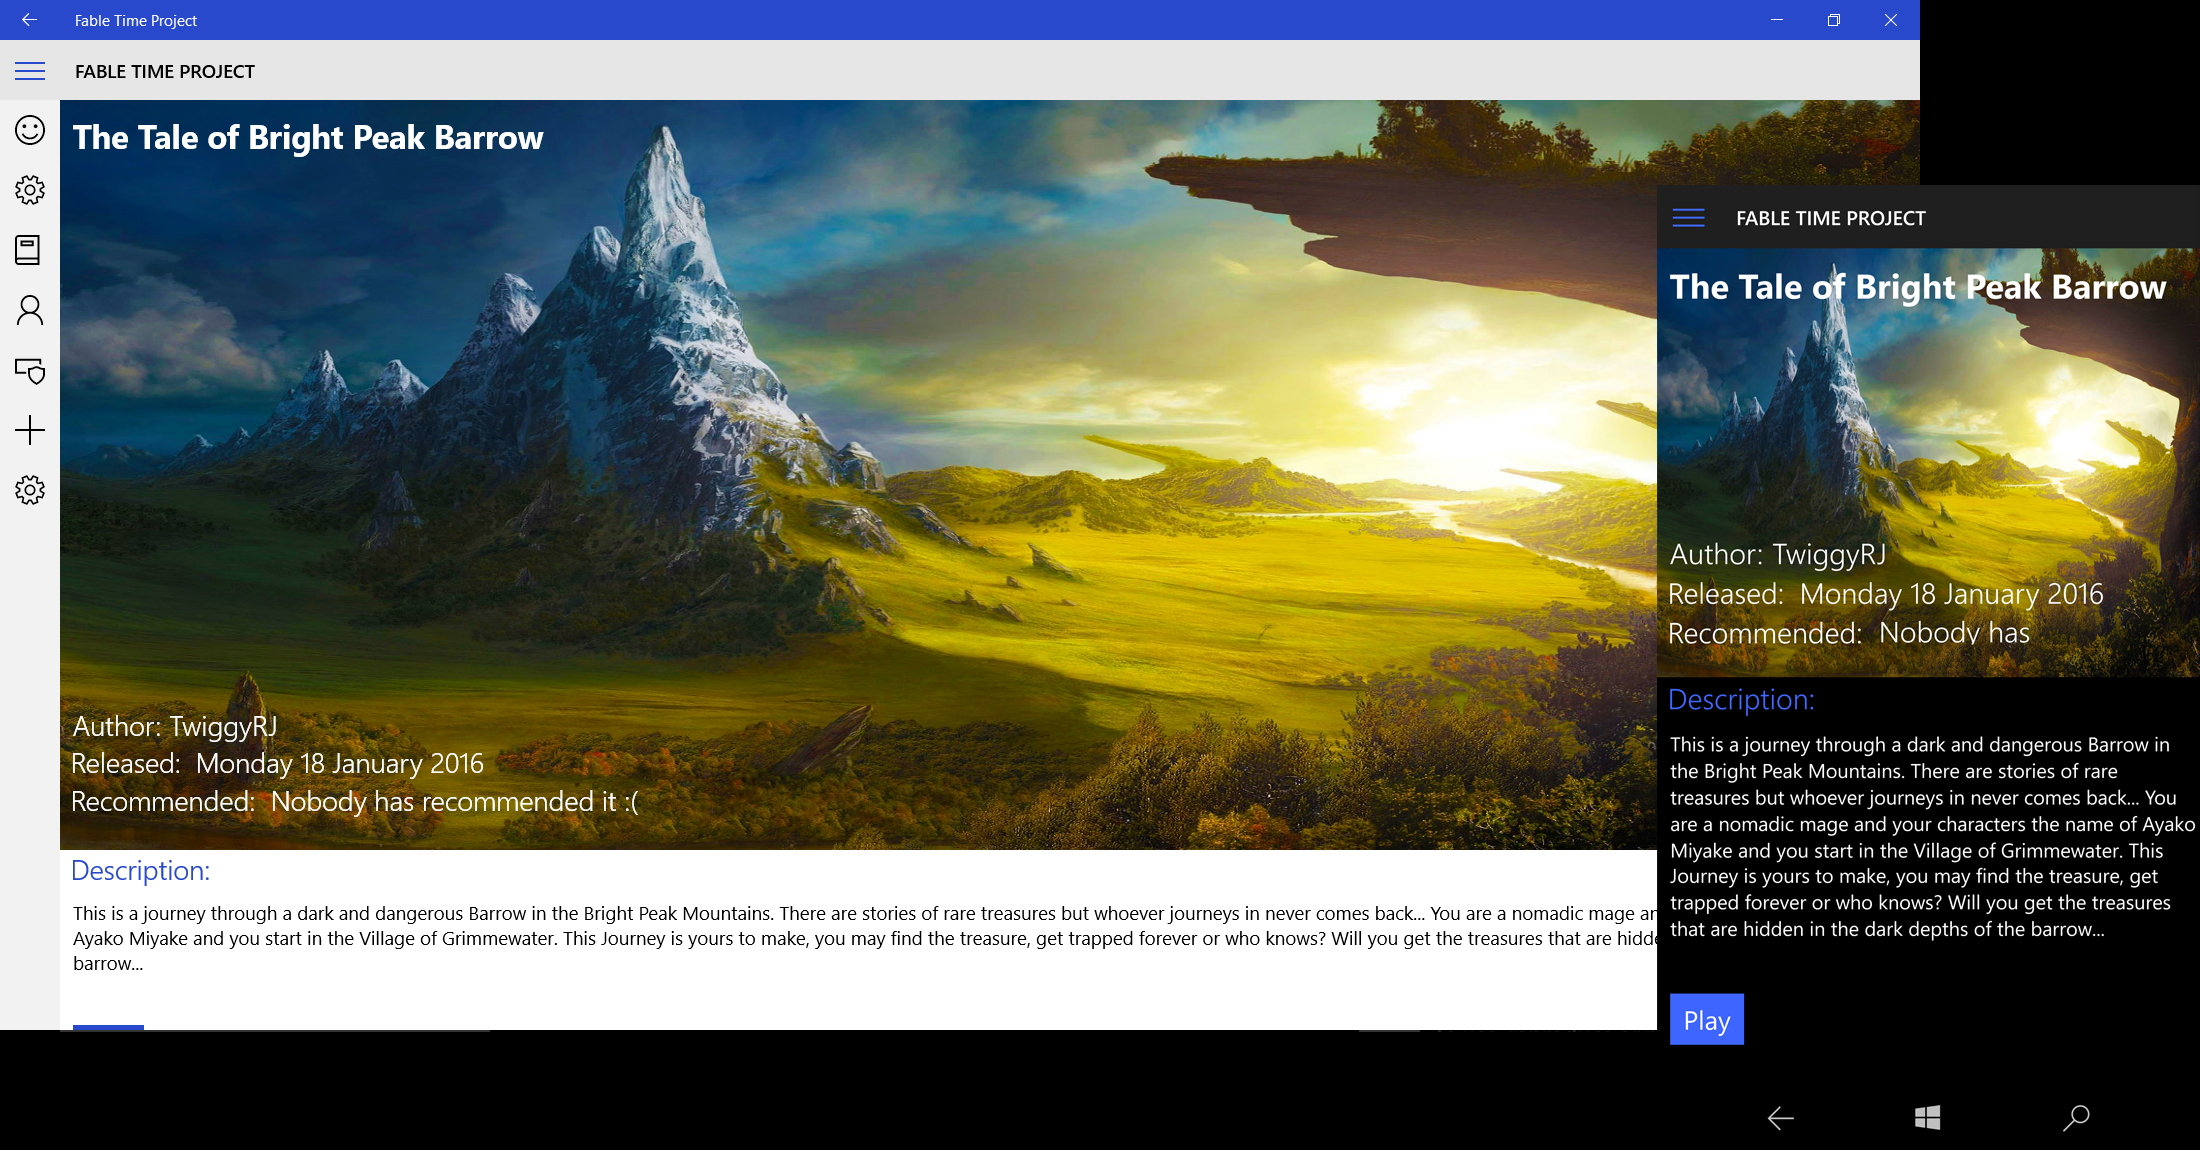 Fable Time Project
FABLE TIME PROJECT
The Tale of Bright Peak Barrow
Author: TwiggyRJ
Released: Monday 18 January 2016
Recommended: Nobody has recommended it :(
Description:
This is a journey through a dark and dangerous Barrow in the Bright Peak Mountains. There are stories of rare treasures but whoever journeys in never comes back... You are a nomadic mage
Ayako Miyake and you start in the Village of Grimmewater. This Journey is yours to make, you may find the treasure, get trapped forever or who knows? Will you get the treasures that are
barrow...
FABLE TIME PROJECT
The Tale of Bright Peak Barrow
Author: TwiggyRJ
Released: Monday 18 January 2016
Recommended: Nobody has
Description:
This is a journey through a dark and dangerous Barrow in
the Bright Peak Mountains. There are stories of rare
treasures but whoever journeys in never comes back... You
are a nomadic mage and your characters the name of Ayako
Miyake and you start in the Village of Grimmewater. This
Journey is yours to make, you may find the treasure, get
trapped forever or who knows? Will you get the treasures
that are hidden in the dark depths of the barrow...
Play